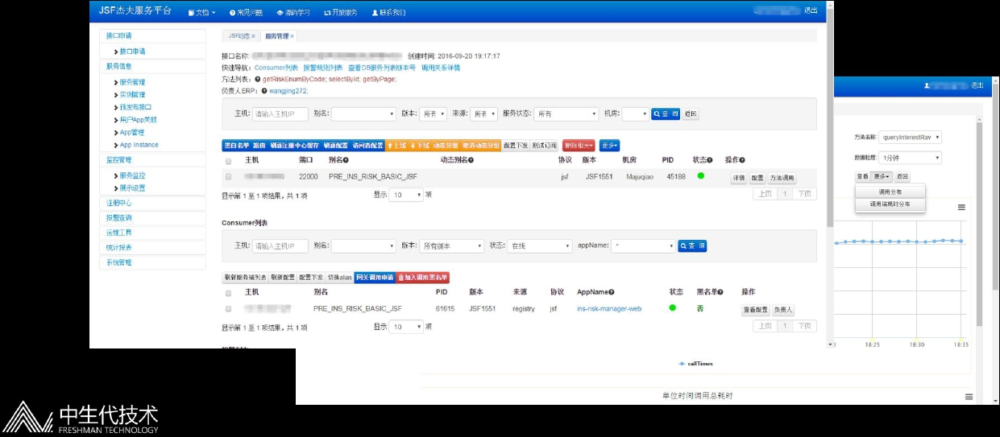 JSF杰夫服务平台 文档 常见问题 源码学习 开放服务 联系我们 退出
接口申请
接口申请
服务信息
服务管理
实例管理
预发布接口
用户App关联
App管理
App Instance
监控管理
服务监控
展示设置
注册中心
报警查询
运维工具
统计报表
系统管理
JSF动态 × 服务管理 ×
接口名称: 创建时间: 2016-09-20 19:17:17
快速导航: Consumer列表 报警规则列表 查看DB服务列表版本号 调用关系详情
方法列表: getRiskEnumByCode; selectById; getByPage;
负责人ERP: wangjing272;
主机: 请输入主机IP 别名: 版本: 所有 来源: 所有 服务状态: 所有 机房: 查 询 返回
黑白名单 路由 刷新注册中心缓存 刷新配置 访问者配置 上线 下线 动态分组 取消动态分组 配置下发 测试订阅 删除相关 更多
主机 端口 别名 动态别名 协议 版本 机房 PID 状态 操作
22000 PRE_INS_RISK_BASIC_JSF jsf JSF1551 Majuqiao 45188 详情 配置 方法调用
显示第 1 至 1 项结果，共 1 项 显示 10 项 上页 1 下页
Consumer列表
主机: 请输入主机IP 别名: 版本: 所有版本 状态: 在线 appName: * 查 询
刷新服务端列表 刷新配置 配置下发 切换alias 网关调用申请 加入调用黑名单
主机 别名 PID 版本 来源 协议 AppName 状态 黑名单 操作
PRE_INS_RISK_BASIC_JSF 61615 JSF1551 registry jsf ins-risk-manager-web 否 查看配置 负责人
显示第 1 至 1 项结果，共 1 项 显示 10 项 上页 1 下页
退出
方法名称: queryInterestRav
数据粒度: 1分钟
查看 更多 返回
调用分布
调用端耗时分布
18:25 18:30 18:35
callTimes
单位时间调用总耗时
中生代技术
FRESHMAN TECHNOLOGY